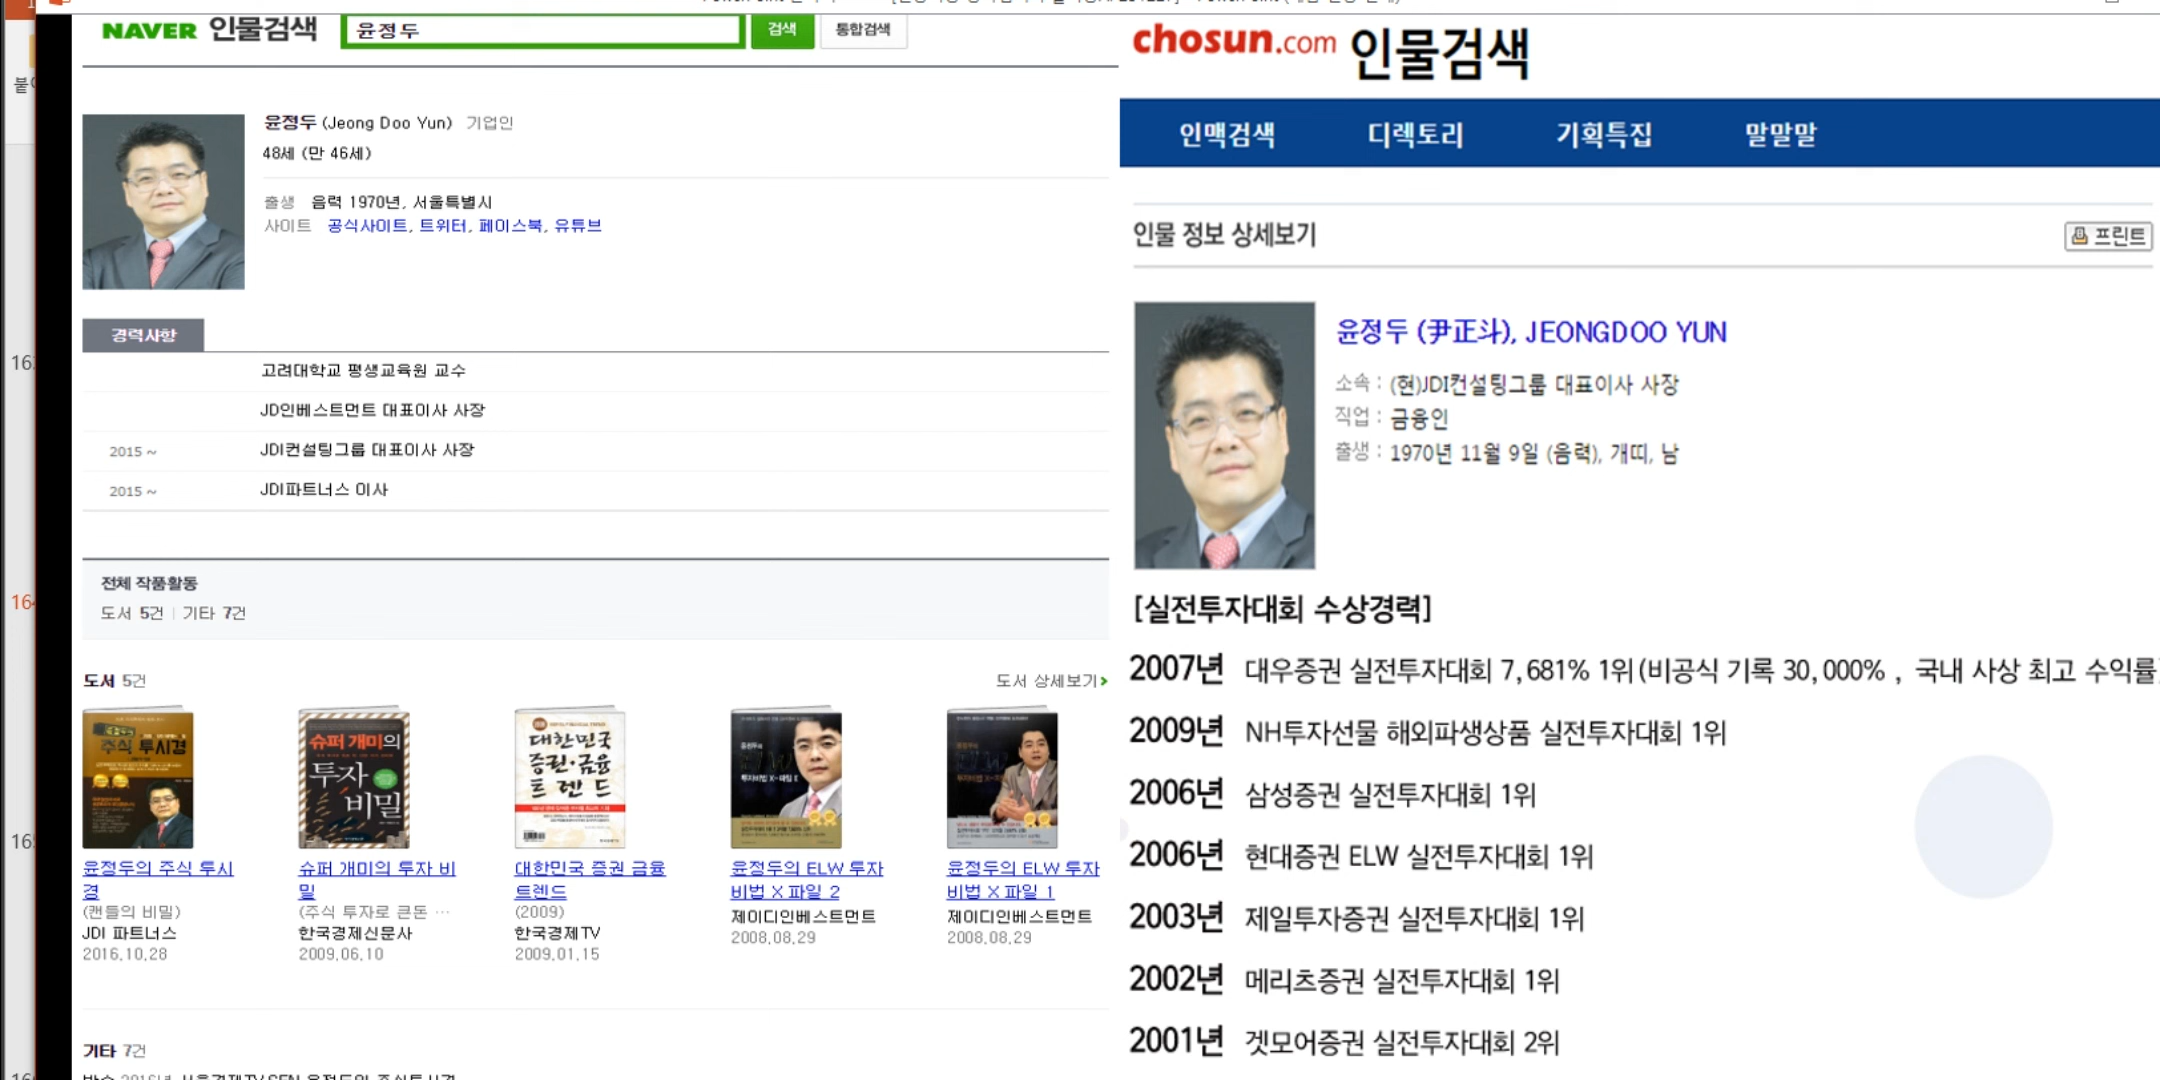 NAVER 인물검색
윤정두
검색
통합검색
윤정두 (Jeong Doo Yun) 기업인
48세 (만 46세)
출생 음력 1970년, 서울특별시
사이트 공식사이트, 트위터, 페이스북, 유튜브
경력사항
고려대학교 평생교육원 교수
JD인베스트먼트 대표이사 사장
2015 ~ JDI컨설팅그룹 대표이사 사장
2015 ~ JDI파트너스 이사
전체 작품활동
도서 5건 | 기타 7건
도서 5건
도서 상세보기
주식 투시경
슈퍼 개미의
투자
비밀
대한민국
증권·금융
트렌드
윤정두의 주식 투시
경
(캔들의 비밀)
JDI 파트너스
2016.10.28
슈퍼 개미의 투자 비
밀
(주식 투자로 큰돈 ···
한국경제신문사
2009.06.10
대한민국 증권 금융
트렌드
(2009)
한국경제TV
2009.01.15
윤정두의 ELW 투자
비법 X 파일 2
제이디인베스트먼트
2008.08.29
윤정두의 ELW 투자
비법 X 파일 1
제이디인베스트먼트
2008.08.29
기타 7건
chosun.com 인물검색
인맥검색 디렉토리 기획특집 말말말
인물 정보 상세보기
프린트
윤정두 (尹正斗), JEONGDOO YUN
소속 : (현)JDI컨설팅그룹 대표이사 사장
직업 : 금융인
출생 : 1970년 11월 9일 (음력), 개띠, 남
[실전투자대회 수상경력]
2007년 대우증권 실전투자대회 7,681% 1위(비공식 기록 30,000% , 국내 사상 최고 수익률
2009년 NH투자선물 해외파생상품 실전투자대회 1위
2006년 삼성증권 실전투자대회 1위
2006년 현대증권 ELW 실전투자대회 1위
2003년 제일투자증권 실전투자대회 1위
2002년 메리츠증권 실전투자대회 1위
2001년 겟모어증권 실전투자대회 2위